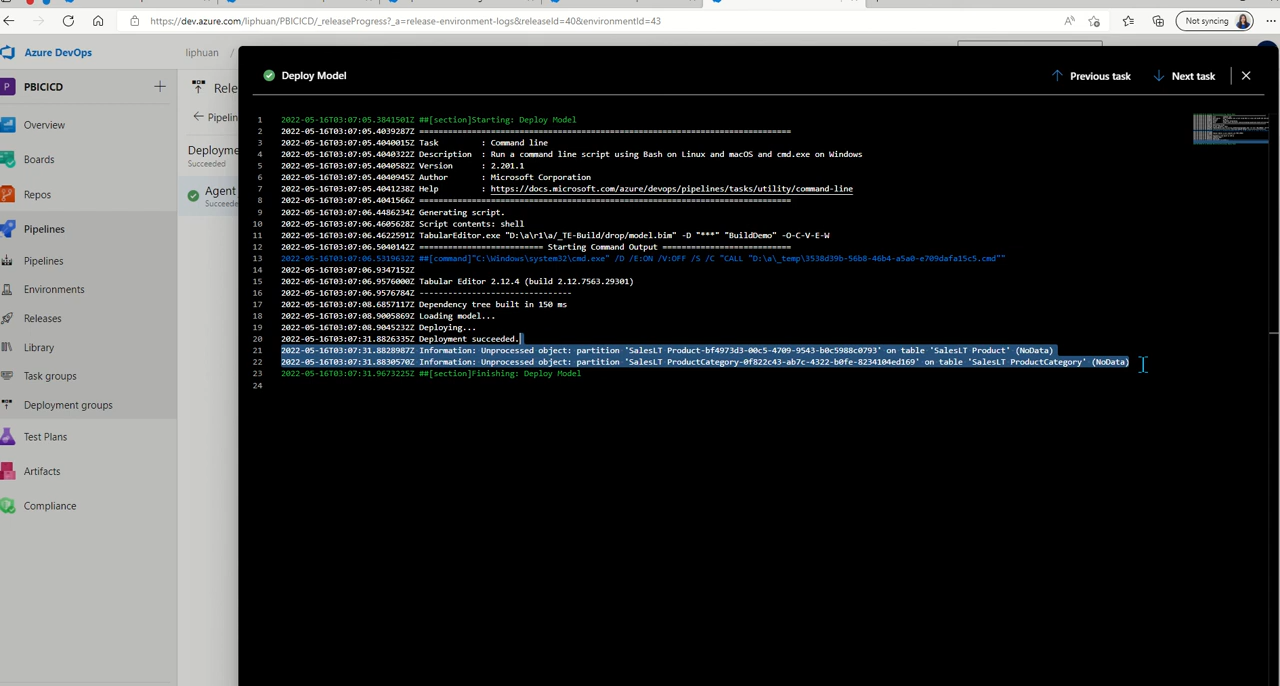 https://dev.azure.com/liphuan/PBICICD/_releaseProgress?_a=release-environment-logs&releaseId=40&environmentId=43
Not syncing
Azure DevOps
liphuan /
PBICICD
Overview
Boards
Repos
Pipelines
Pipelines
Environments
Releases
Library
Task groups
Deployment groups
Test Plans
Artifacts
Compliance
Rele
Pipelin
Deployme
Succeeded
Agent
Succeede
Deploy Model
Previous task
Next task
1 2022-05-16T03:07:05.3841501Z ##[section]Starting: Deploy Model
2 2022-05-16T03:07:05.4039287Z ==============================================================================
3 2022-05-16T03:07:05.4040015Z Task : Command line
4 2022-05-16T03:07:05.4040322Z Description : Run a command line script using Bash on Linux and macOS and cmd.exe on Windows
5 2022-05-16T03:07:05.4040582Z Version : 2.201.1
6 2022-05-16T03:07:05.4040945Z Author : Microsoft Corporation
7 2022-05-16T03:07:05.4041238Z Help : https://docs.microsoft.com/azure/devops/pipelines/tasks/utility/command-line
8 2022-05-16T03:07:05.4041566Z ==============================================================================
9 2022-05-16T03:07:06.4486234Z Generating script.
10 2022-05-16T03:07:06.4605628Z Script contents: shell
11 2022-05-16T03:07:06.4622591Z TabularEditor.exe "D:\a\r1\a/_TE-Build/drop/model.bim" -D "***" "BuildDemo" -O-C-V-E-W
12 2022-05-16T03:07:06.5040142Z ========================== Starting Command Output ===========================
13 2022-05-16T03:07:06.5319632Z ##[command]"C:\Windows\system32\cmd.exe" /D /E:ON /V:OFF /S /C "CALL "D:\a\_temp\3538d39b-56b8-46b4-a5a0-e709dafa15c5.cmd""
14 2022-05-16T03:07:06.9347152Z
15 2022-05-16T03:07:06.9576000Z Tabular Editor 2.12.4 (build 2.12.7563.29301)
16 2022-05-16T03:07:06.9576784Z --------------------------------
17 2022-05-16T03:07:08.6857117Z Dependency tree built in 150 ms
18 2022-05-16T03:07:08.9005869Z Loading model...
19 2022-05-16T03:07:08.9045232Z Deploying...
20 2022-05-16T03:07:31.8826335Z Deployment succeeded.
21 2022-05-16T03:07:31.8828987Z Information: Unprocessed object: partition 'SalesLT Product-bf4973d3-00c5-4709-9543-b0c5988c0793' on table 'SalesLT Product' (NoData)
22 2022-05-16T03:07:31.8830570Z Information: Unprocessed object: partition 'SalesLT ProductCategory-0f822c43-ab7c-4322-b0fe-8234104ed169' on table 'SalesLT ProductCategory' (NoData)
23 2022-05-16T03:07:31.9673225Z ##[section]Finishing: Deploy Model
24